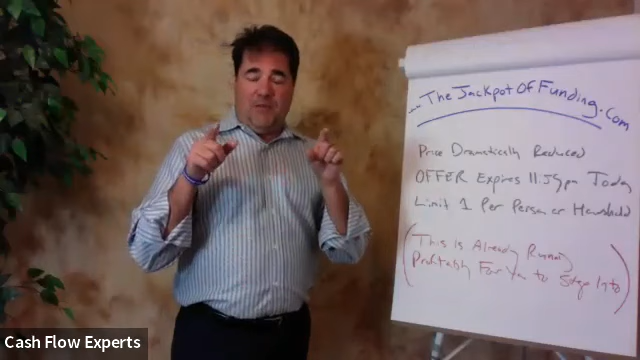 TheJackpotOfFunding.com
Price Dramatically Reduced
OFFER Expires 11:59pm Today
Limit 1 Per Person or Household
(This Is Already Running
Profitably For You to Step Into)
Cash Flow Experts